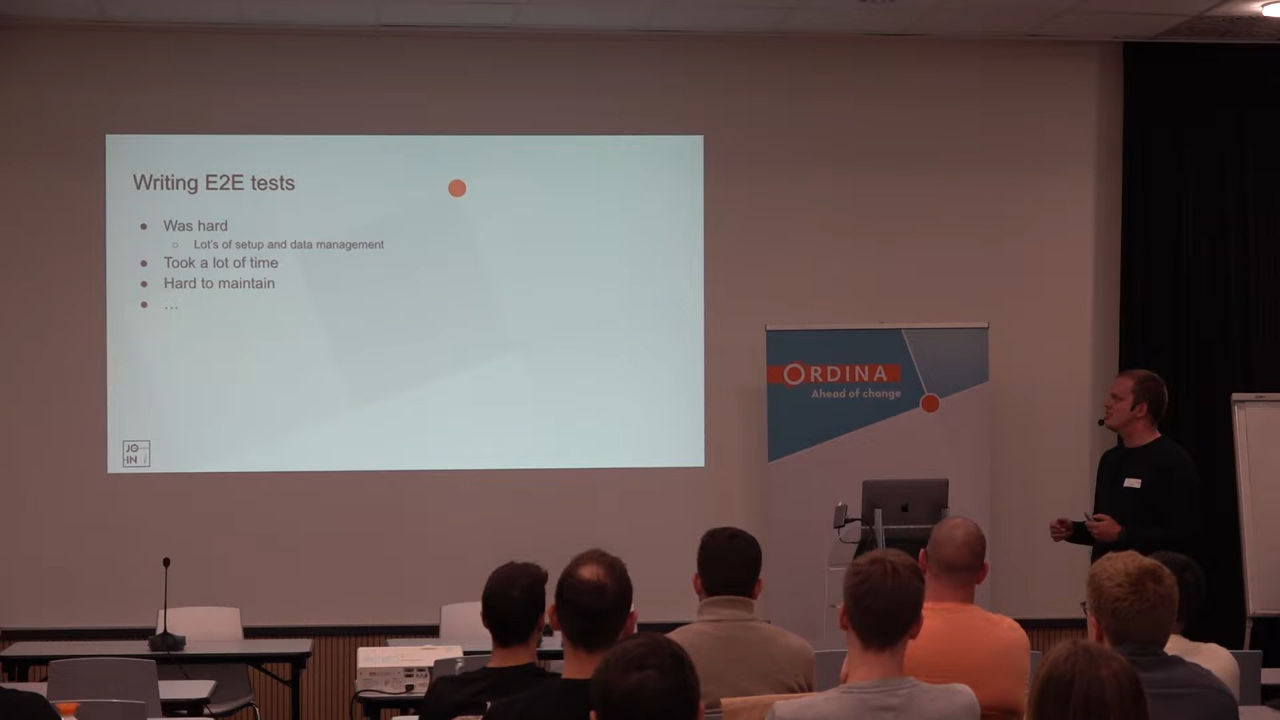 Writing E2E tests
● Was hard
○ Lot's of setup and data management
● Took a lot of time
● Hard to maintain
● ...
JO
IN
ORDINA
Ahead of change